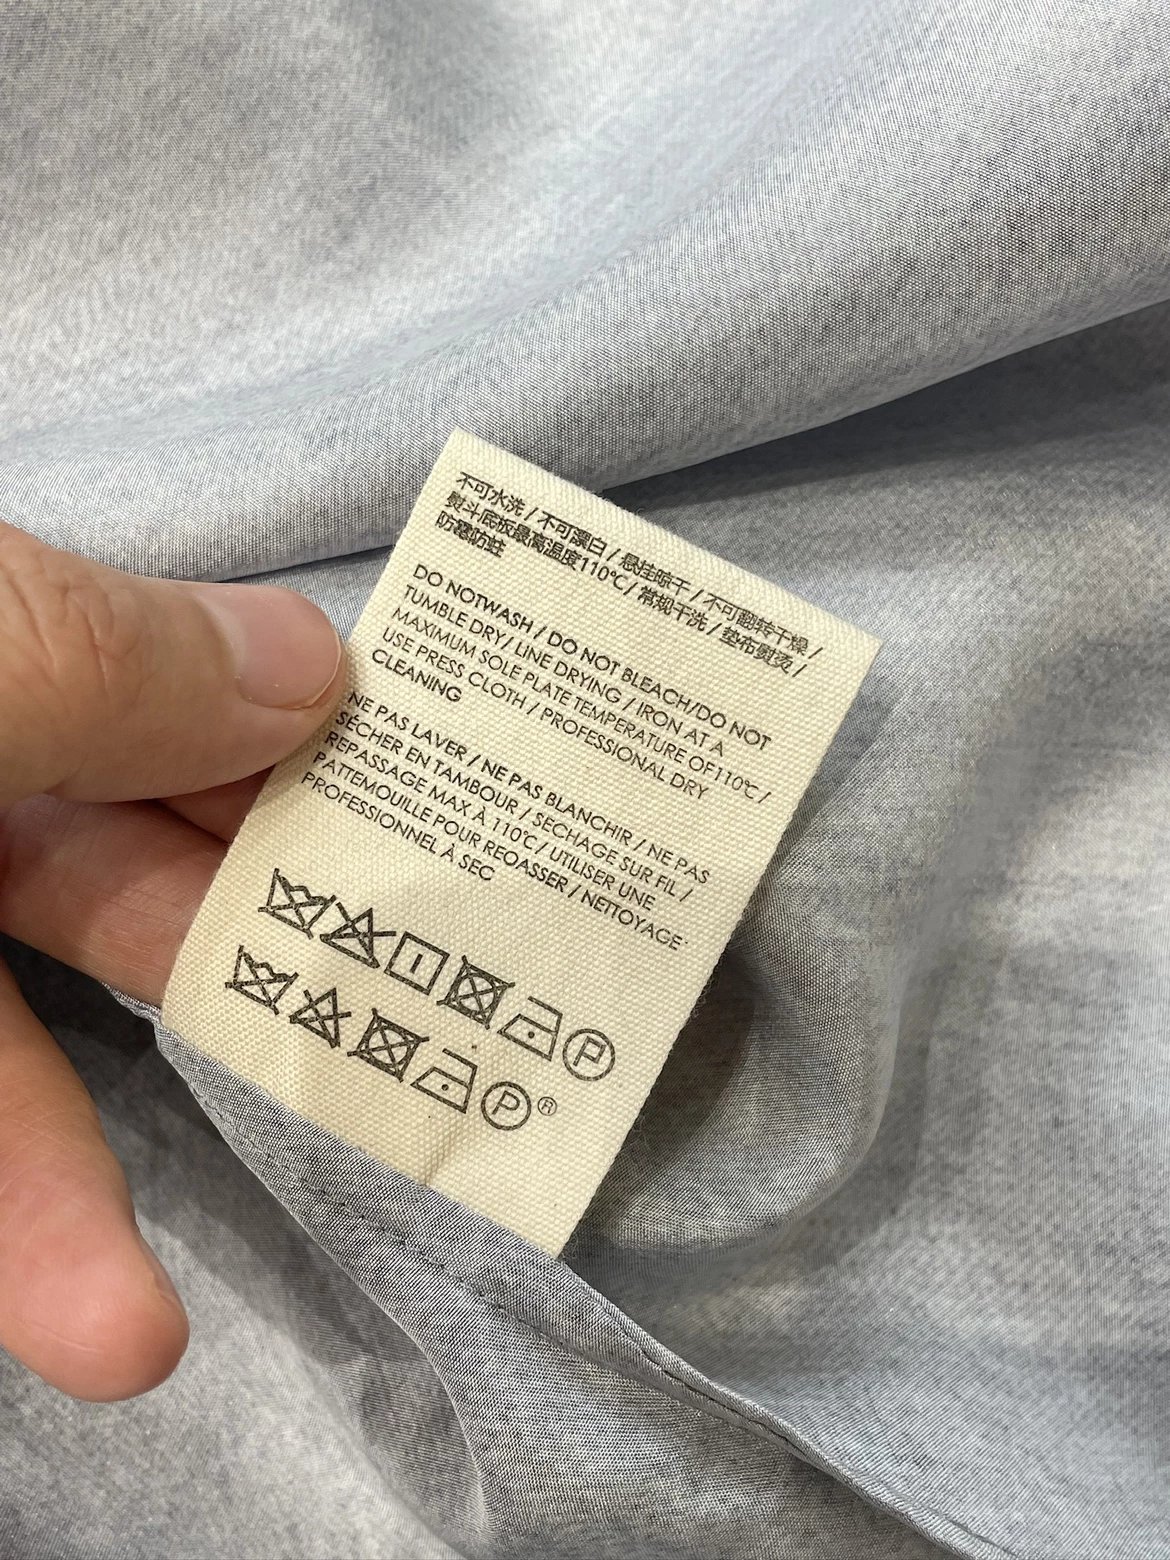 不可水洗 / 不可漂白 / 悬挂晾干 / 不可翻转干燥 /
熨斗底板最高温度110℃ / 常规干洗 / 垫布熨烫 /
防霉防蛀
DO NOTWASH / DO NOT BLEACH/DO NOT
TUMBLE DRY/ LINE DRYING / IRON AT A
MAXIMUM SOLE PLATE TEMPERATURE OF110℃ /
USE PRESS CLOTH / PROFESSIONAL DRY
CLEANING
NE PAS LAVER / NE PAS BLANCHIR / NE PAS
SÉCHER EN TAMBOUR / SECHAGE SUR FIL /
REPASSAGE MAX À 110℃/ UTILISER UNE
PATTEMOUILLE POUR REOASSER / NETTOYAGE
PROFESSIONNEL À SEC
P
P ®